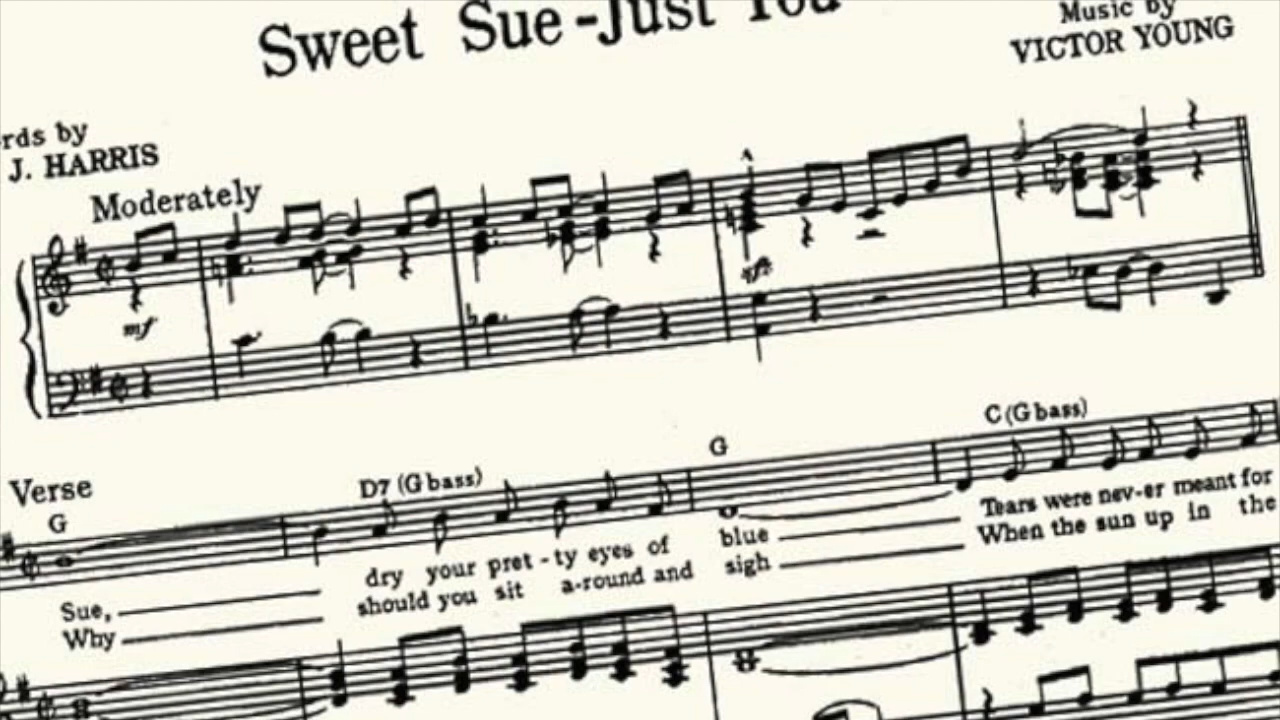 Sweet Sue-Just You
Music by
VICTOR YOUNG
rds by
J. HARRIS
Moderately
mf
sfz
Verse
G D7 (G bass) G C (G bass)
Sue, dry your pret-ty eyes of blue Tears were nev-er meant for
Why should you sit a-round and sigh When the sun up in the